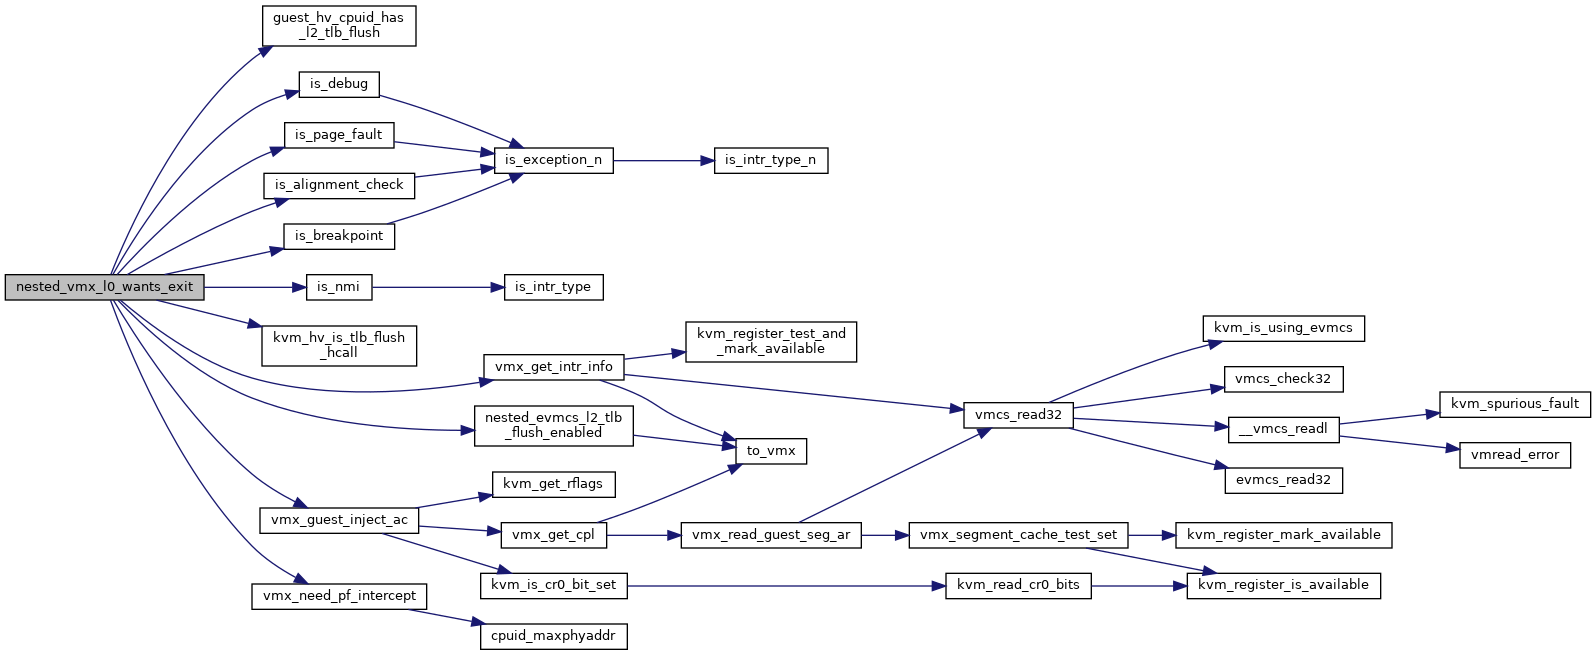 guest_hv_cpuid_has
_l2_tlb_flush
is_debug
is_page_fault
is_exception_n
is_intr_type_n
is_alignment_check
is_breakpoint
nested_vmx_l0_wants_exit
is_nmi
is_intr_type
kvm_hv_is_tlb_flush
_hcall
kvm_register_test_and
_mark_available
vmx_get_intr_info
kvm_is_using_evmcs
vmcs_check32
vmcs_read32
__vmcs_readl
kvm_spurious_fault
vmread_error
nested_evmcs_l2_tlb
_flush_enabled
to_vmx
evmcs_read32
kvm_get_rflags
vmx_guest_inject_ac
vmx_get_cpl
vmx_read_guest_seg_ar
vmx_segment_cache_test_set
kvm_register_mark_available
kvm_is_cr0_bit_set
kvm_read_cr0_bits
kvm_register_is_available
vmx_need_pf_intercept
cpuid_maxphyaddr